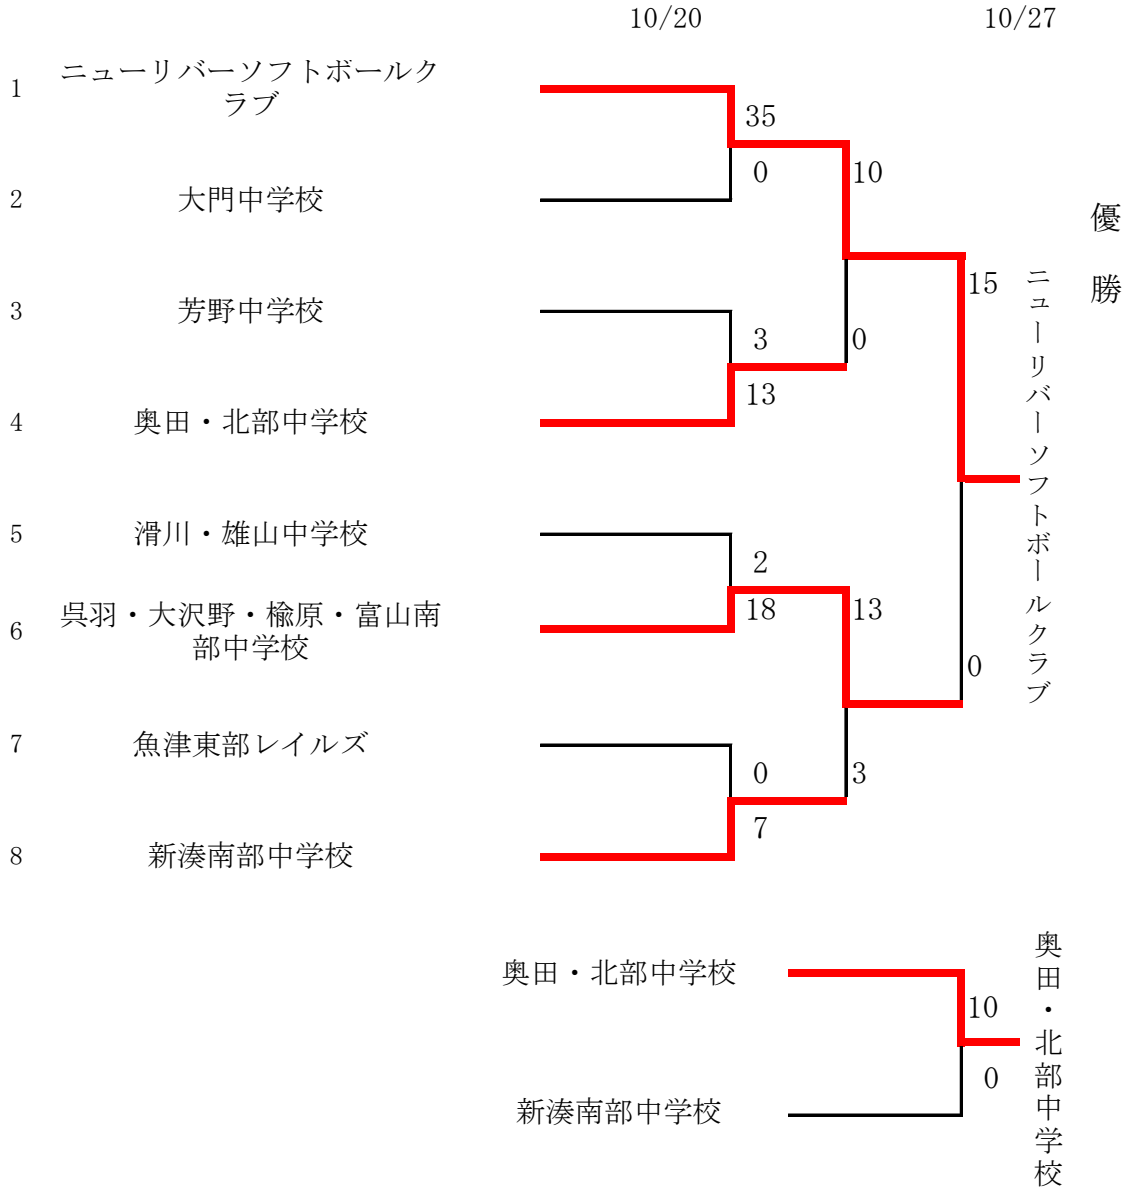 10/20
10/27
1
ニューリバーソフトボールク
ラブ
35
0
10
2
大門中学校
優勝
15
ニューリバーソフトボールクラブ
3
芳野中学校
3
0
13
4
奥田・北部中学校
5
滑川・雄山中学校
2
18
13
6
呉羽・大沢野・楡原・富山南
部中学校
0
7
魚津東部レイルズ
0
3
7
8
新湊南部中学校
奥田・北部中学校
10
0
奥田・北部中学校
新湊南部中学校